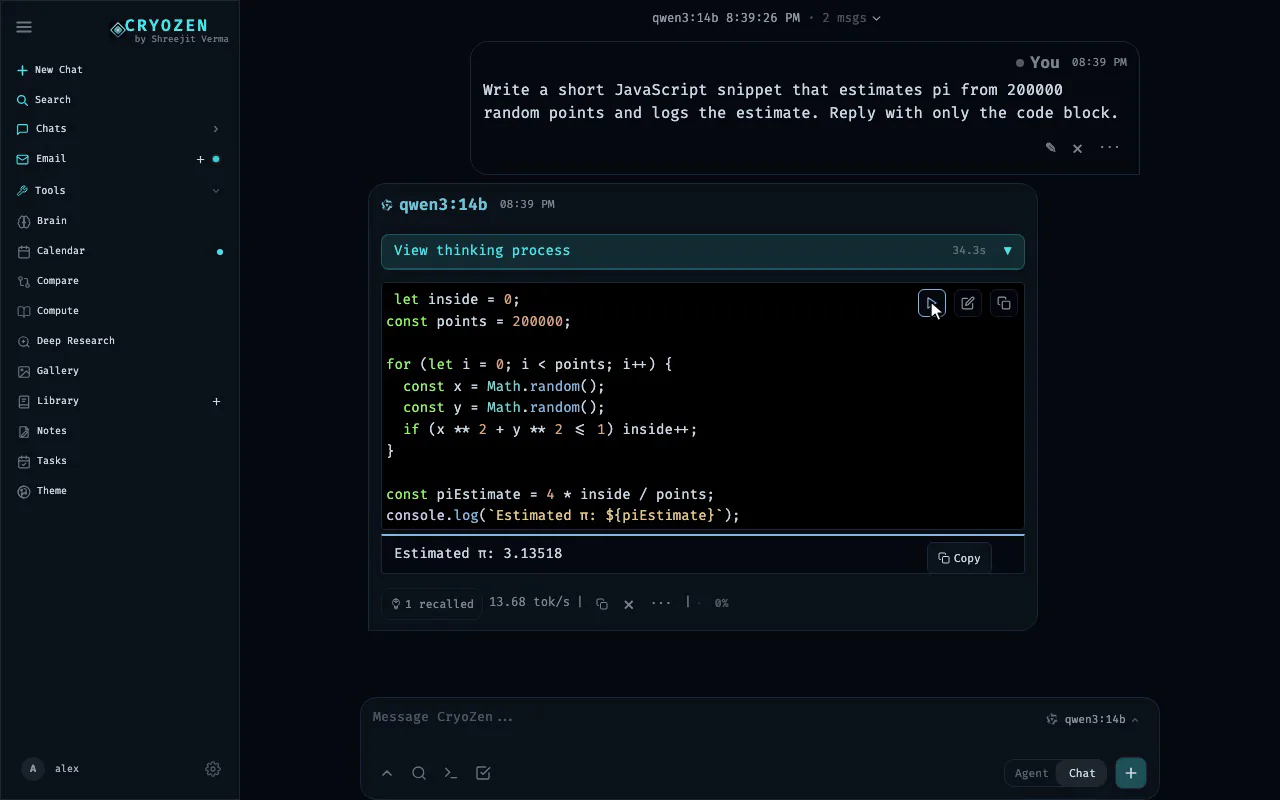 CRYOZEN
by Shreejit Verma
New Chat
Search
Chats
Email
Tools
Brain
Calendar
Compare
Compute
Deep Research
Gallery
Library
Notes
Tasks
Theme
A alex
qwen3:14b 8:39:26 PM · 2 msgs
You 08:39 PM
Write a short JavaScript snippet that estimates pi from 200000
random points and logs the estimate. Reply with only the code block.
qwen3:14b 08:39 PM
View thinking process 34.3s
let inside = 0;
const points = 200000;
for (let i = 0; i < points; i++) {
const x = Math.random();
const y = Math.random();
if (x ** 2 + y ** 2 <= 1) inside++;
}
const piEstimate = 4 * inside / points;
console.log(`Estimated π: ${piEstimate}`);
Estimated π: 3.13518
Copy
1 recalled 13.68 tok/s | ··· | · 0%
Message CryoZen...
qwen3:14b
Agent Chat